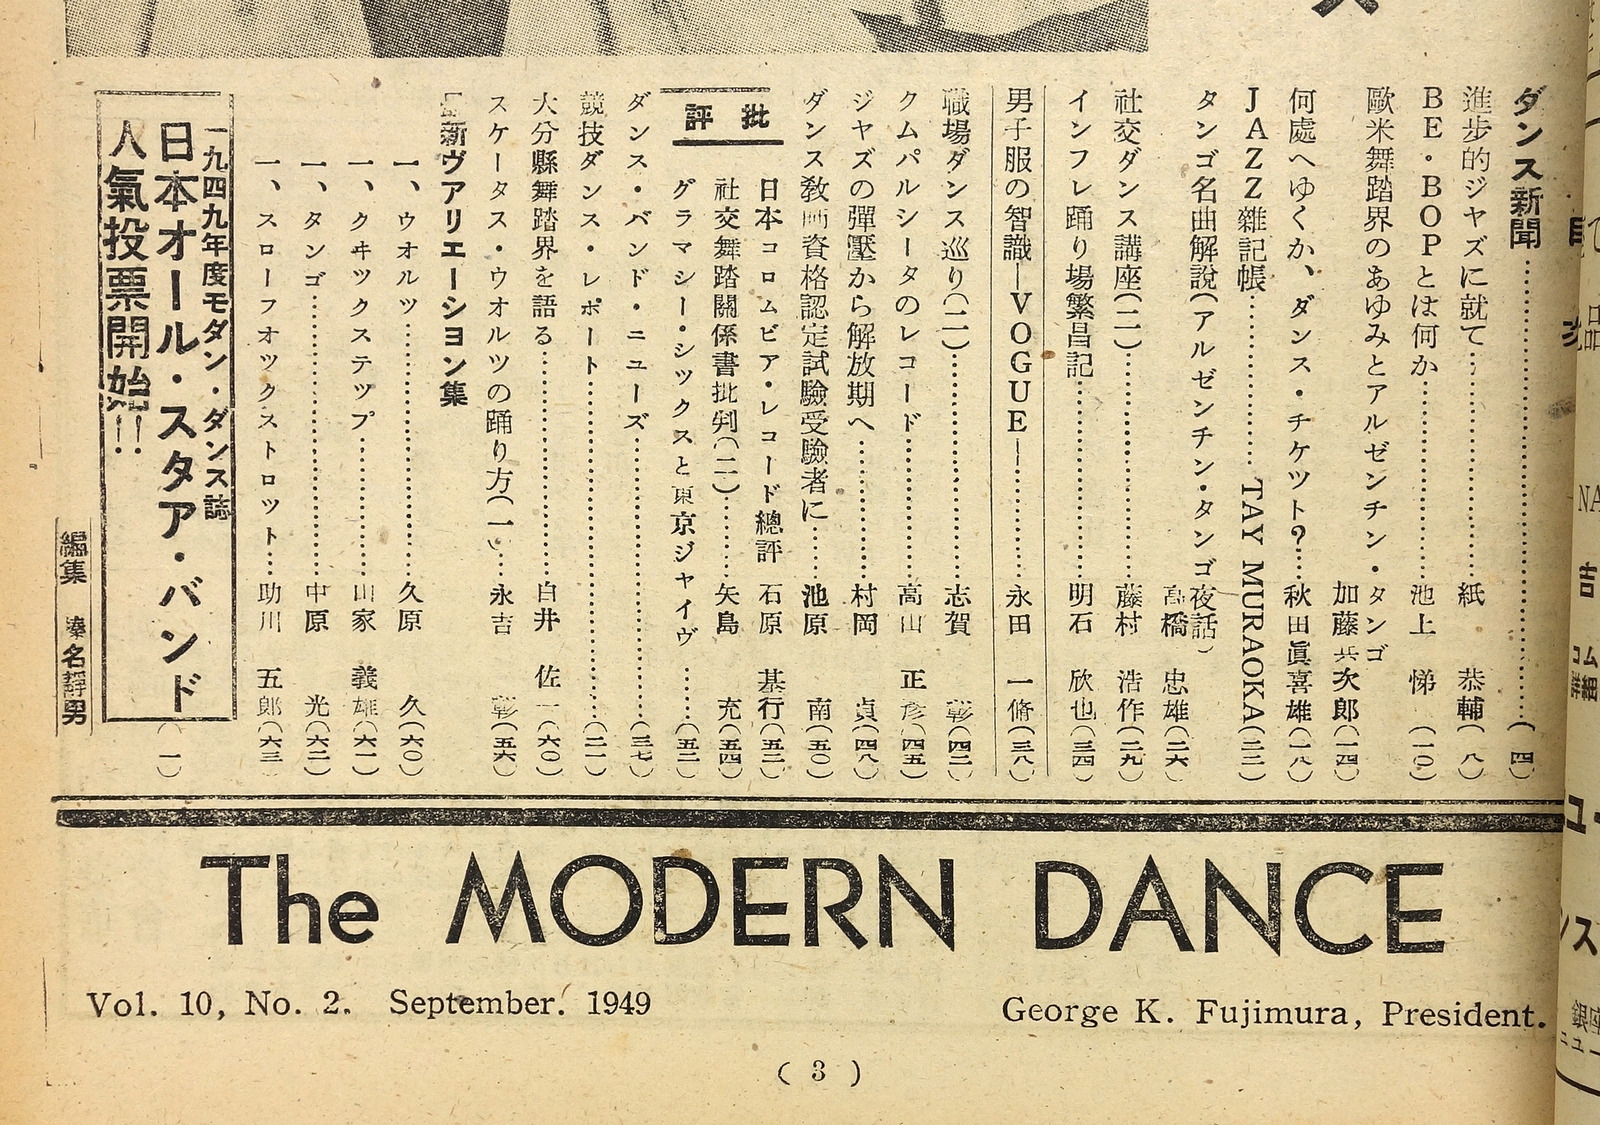 ダンス新聞……(四)
進步的ジャズに就て……紙 恭輔(八)
BE・BOPとは何か……池上 悌(一〇)
歐米舞踏界のあゆみとアルゼンチン・タンゴ
加藤兵次郎(一四)
何處へゆくか、ダンス・チケツト?…秋田眞喜雄(一八)
JAZZ雜記帳……TAY MURAOKA(二二)
タンゴ名曲解說(アルゼンチン・タンゴ夜話)
高橋 忠雄(二六)
社交ダンス講座(二)……藤村 浩作(二九)
インフレ踊り場繁昌記……明石 欣也(三四)
男子服の智識—VOGUE—……永田 一脩(三八)
職場ダンス巡り(二)……志賀 彰(四二)
クムパルシータのレコード……高山 正彦(四五)
ジャズの彈壓から解放期へ……村岡 貞(四八)
ダンス敎師資格認定試驗受驗者に……池原 南(五〇)
批評
日本コロムビア・レコード總評 石原 基行(五二)
社交舞踏關係書批判(二)……矢島 充(五四)
グラマシー・シツクスと東京ジャイヴ……(五二)
ダンス・バンド・ニユーズ……(三七)
競技ダンス・レポート……(二一)
大分縣舞踏界を語る……白井 佐一(六〇)
スケータス・ウオルツの踊り方(一)…永吉 彰(五六)
最新ヴアリエーシヨン集
一、ウオルツ……久原 久(六〇)
一、クヰツクステツプ……山家 義雄(六一)
一、タンゴ……中原 光(六二)
一、スローフオツクストロツト…助川 五郎(六三)
一九四九年度モダン・ダンス誌
日本オール・スタア・バンド(一)
人氣投票開始!!
編集 湊名靜男
The MODERN DANCE
Vol. 10, No. 2. September. 1949
George K. Fujimura, President.
( 3 )